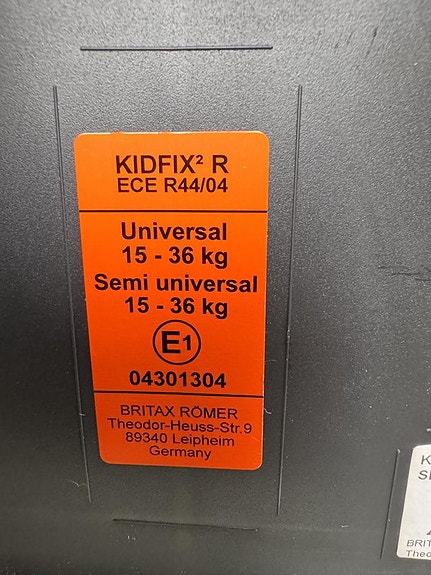 KIDFIX² R
ECE R44/04
Universal
15 - 36 kg
Semi universal
15 - 36 kg
E1
04301304
BRITAX RÖMER
Theodor-Heuss-Str.9
89340 Leipheim
Germany